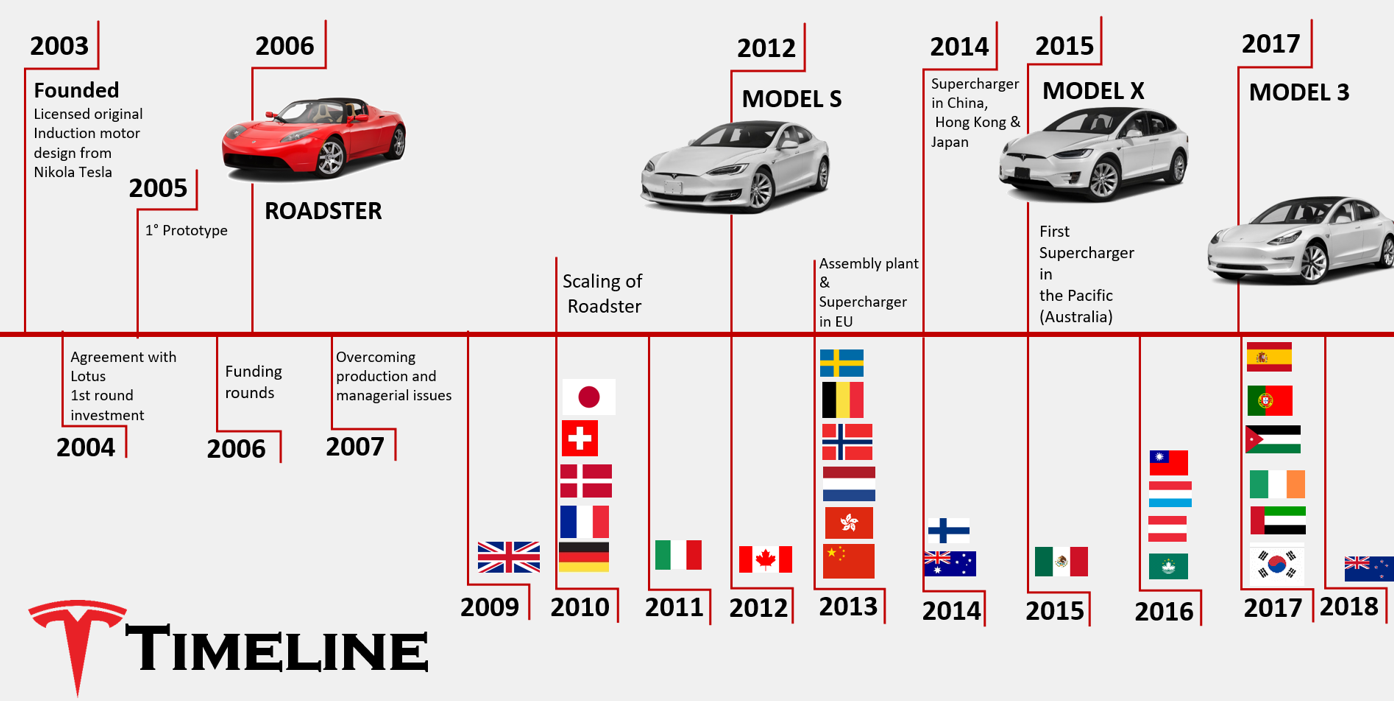 2003
Founded
Licensed original
Induction motor
design from
Nikola Tesla
2005
1° Prototype
2006
ROADSTER
Scaling of
Roadster
2012
MODEL S
Assembly plant
&
Supercharger
in EU
2014
Supercharger
in China,
Hong Kong &
Japan
2015
MODEL X
First
Supercharger
in
the Pacific
(Australia)
2017
MODEL 3
Agreement with
Lotus
1st round
investment
2004
Funding
rounds
2006
Overcoming
production and
managerial issues
2007
2009
2010
2011
2012
2013
2014
2015
2016
2017
2018
TIMELINE